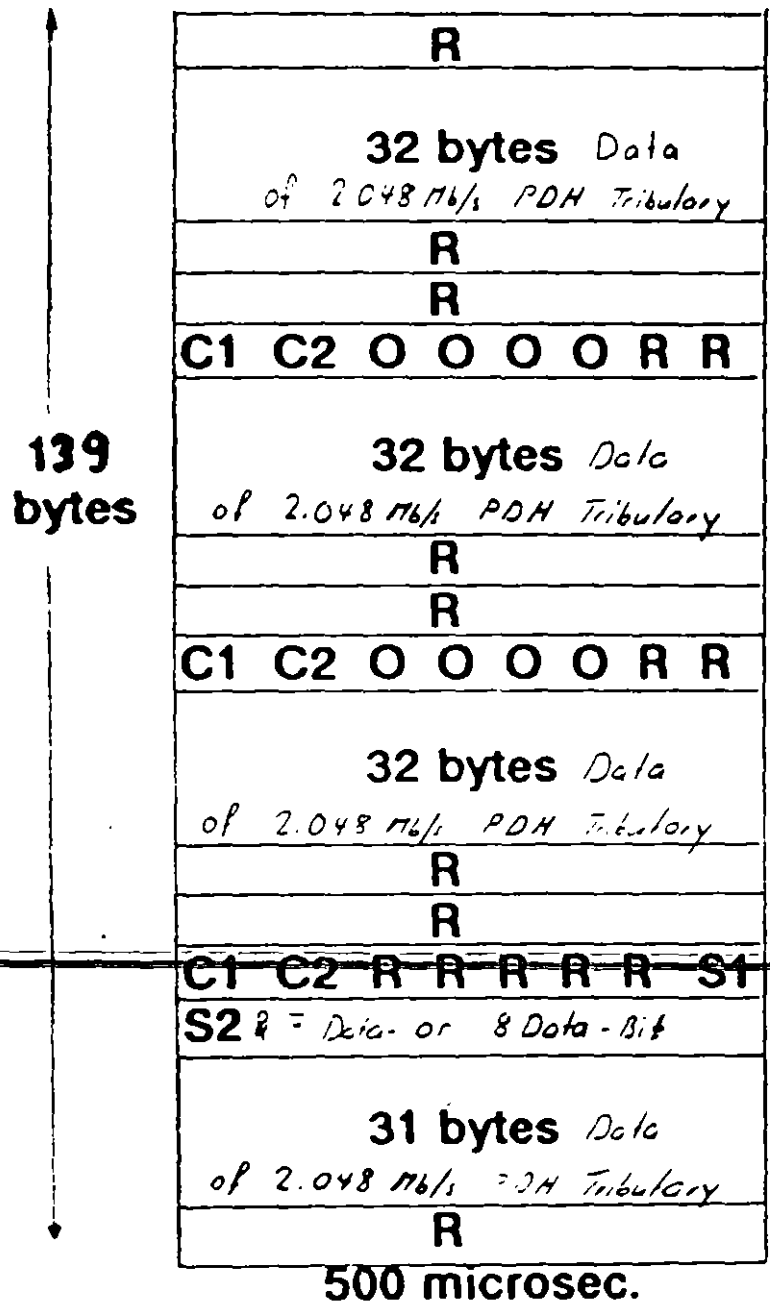 R
32 bytes Data
of 2048 Mb/s PDH Tributary
R
R
C1 C2 O O O O R R
139
bytes
32 bytes Data
of 2.048 Mb/s PDH Tributary
R
R
C1 C2 O O O O R R
32 bytes Data
of 2.048 Mb/s PDH Tributary
R
R
C1 C2 R R R R R S1
S2 = Data- or 8 Data-Bit
31 bytes Data
of 2.048 Mb/s PDH Tributary
R
500 microsec.